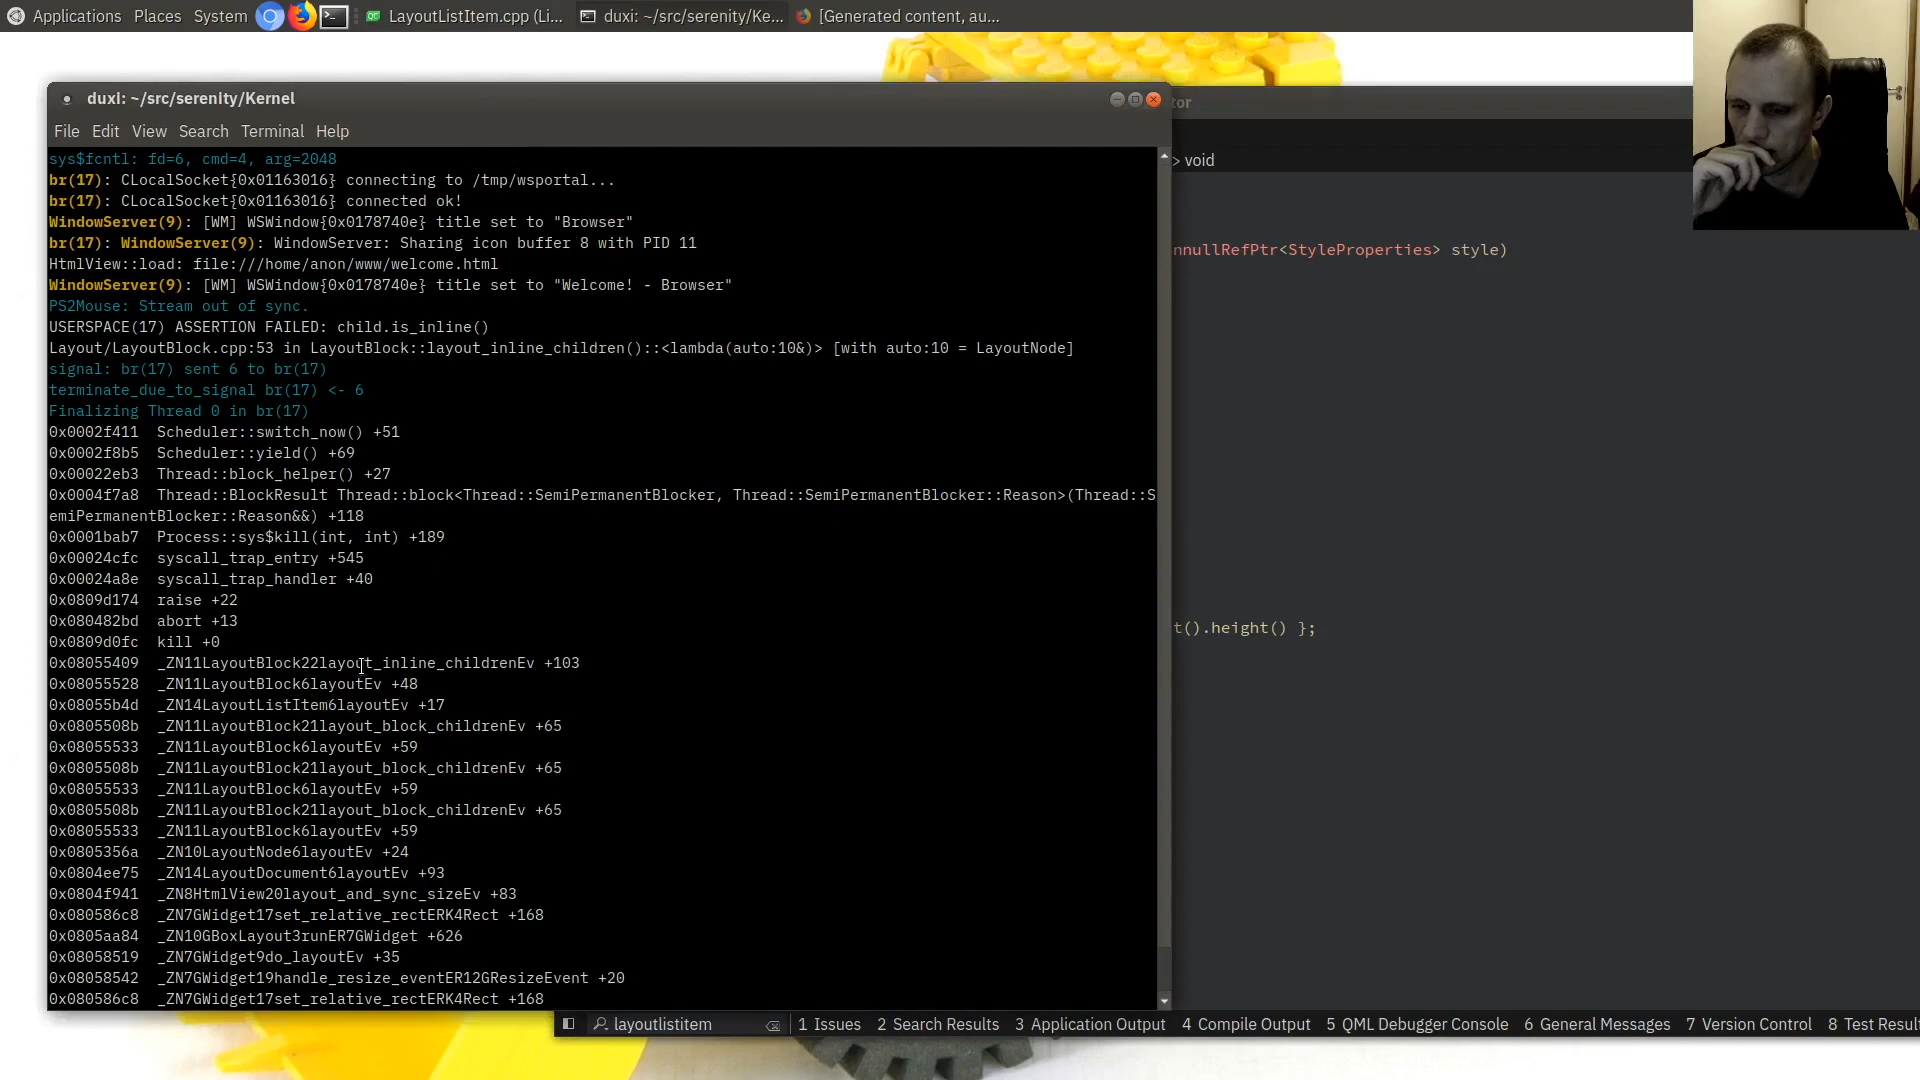 Applications Places System LayoutListItem.cpp (Li... duxi: ~/src/serenity/Ke... [Generated content, au...
duxi: ~/src/serenity/Kernel
tor
File Edit View Search Terminal Help
> void
sys$fcntl: fd=6, cmd=4, arg=2048
br(17): CLocalSocket{0x01163016} connecting to /tmp/wsportal...
br(17): CLocalSocket{0x01163016} connected ok!
WindowServer(9): [WM] WSWindow{0x0178740e} title set to "Browser"
br(17): WindowServer(9): WindowServer: Sharing icon buffer 8 with PID 11
HtmlView::load: file:///home/anon/www/welcome.html
WindowServer(9): [WM] WSWindow{0x0178740e} title set to "Welcome! - Browser"
PS2Mouse: Stream out of sync.
USERSPACE(17) ASSERTION FAILED: child.is_inline()
Layout/LayoutBlock.cpp:53 in LayoutBlock::layout_inline_children()::<lambda(auto:10&)> [with auto:10 = LayoutNode]
signal: br(17) sent 6 to br(17)
terminate_due_to_signal br(17) <- 6
Finalizing Thread 0 in br(17)
0x0002f411 Scheduler::switch_now() +51
0x0002f8b5 Scheduler::yield() +69
0x00022eb3 Thread::block_helper() +27
0x0004f7a8 Thread::BlockResult Thread::block<Thread::SemiPermanentBlocker, Thread::SemiPermanentBlocker::Reason>(Thread::S
emiPermanentBlocker::Reason&&) +118
0x0001bab7 Process::sys$kill(int, int) +189
0x00024cfc syscall_trap_entry +545
0x00024a8e syscall_trap_handler +40
0x0809d174 raise +22
0x080482bd abort +13
0x0809d0fc kill +0
0x08055409 _ZN11LayoutBlock22layout_inline_childrenEv +103
0x08055528 _ZN11LayoutBlock6layoutEv +48
0x08055b4d _ZN14LayoutListItem6layoutEv +17
0x0805508b _ZN11LayoutBlock21layout_block_childrenEv +65
0x08055533 _ZN11LayoutBlock6layoutEv +59
0x0805508b _ZN11LayoutBlock21layout_block_childrenEv +65
0x08055533 _ZN11LayoutBlock6layoutEv +59
0x0805508b _ZN11LayoutBlock21layout_block_childrenEv +65
0x08055533 _ZN11LayoutBlock6layoutEv +59
0x0805356a _ZN10LayoutNode6layoutEv +24
0x0804ee75 _ZN14LayoutDocument6layoutEv +93
0x0804f941 _ZN8HtmlView20layout_and_sync_sizeEv +83
0x080586c8 _ZN7GWidget17set_relative_rectERK4Rect +168
0x0805aa84 _ZN10GBoxLayout3runER7GWidget +626
0x08058519 _ZN7GWidget9do_layoutEv +35
0x08058542 _ZN7GWidget19handle_resize_eventER12GResizeEvent +20
0x080586c8 _ZN7GWidget17set_relative_rectERK4Rect +168
nnullRefPtr<StyleProperties> style)
t().height() };
layoutlistitem 1 Issues 2 Search Results 3 Application Output 4 Compile Output 5 QML Debugger Console 6 General Messages 7 Version Control 8 Test Resul